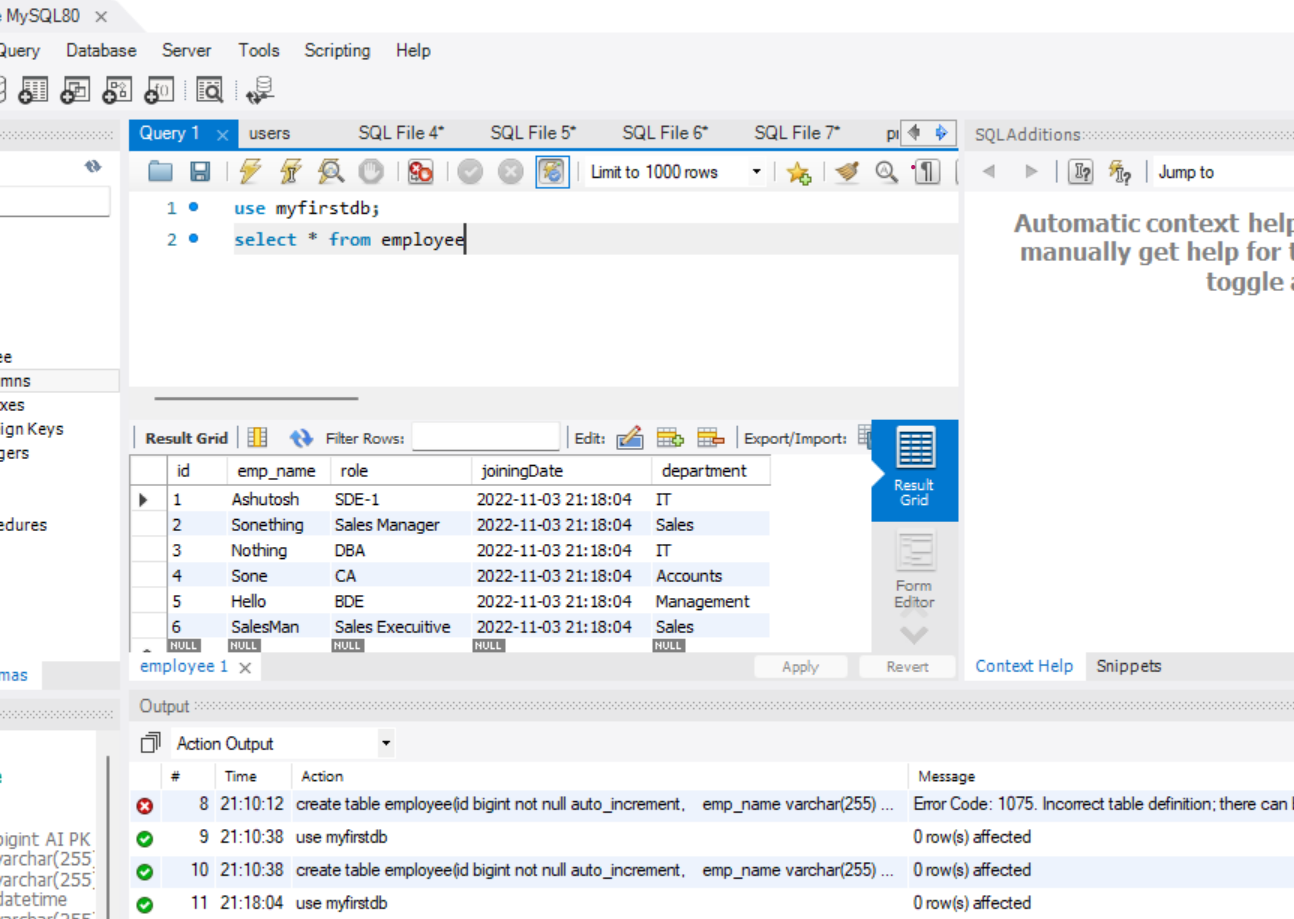 MySQL80
Query Database Server Tools Scripting Help
Query 1 users SQL File 4* SQL File 5* SQL File 6* SQL File 7*
SQLAdditions
Limit to 1000 rows
Jump to
1 use myfirstdb;
2 select * from employee
Automatic context help
manually get help for
toggle
ign Keys
Result Grid Filter Rows: Edit: Export/Import:
id emp_name role joiningDate department
1 Ashutosh SDE-1 2022-11-03 21:18:04 IT
2 Sonething Sales Manager 2022-11-03 21:18:04 Sales
3 Nothing DBA 2022-11-03 21:18:04 IT
4 Sone CA 2022-11-03 21:18:04 Accounts
5 Hello BDE 2022-11-03 21:18:04 Management
6 SalesMan Sales Execuitive 2022-11-03 21:18:04 Sales
NULL NULL NULL NULL NULL
Result
Grid
Form
Editor
employee 1 Apply Revert
Context Help Snippets
Output
Action Output
# Time Action Message
8 21:10:12 create table employee(id bigint not null auto_increment, emp_name varchar(255) ... Error Code: 1075. Incorrect table definition; there can
9 21:10:38 use myfirstdb 0 row(s) affected
10 21:10:38 create table employee(id bigint not null auto_increment, emp_name varchar(255) ... 0 row(s) affected
11 21:18:04 use myfirstdb 0 row(s) affected
bigint AI PK
varchar(255)
varchar(255)
datetime